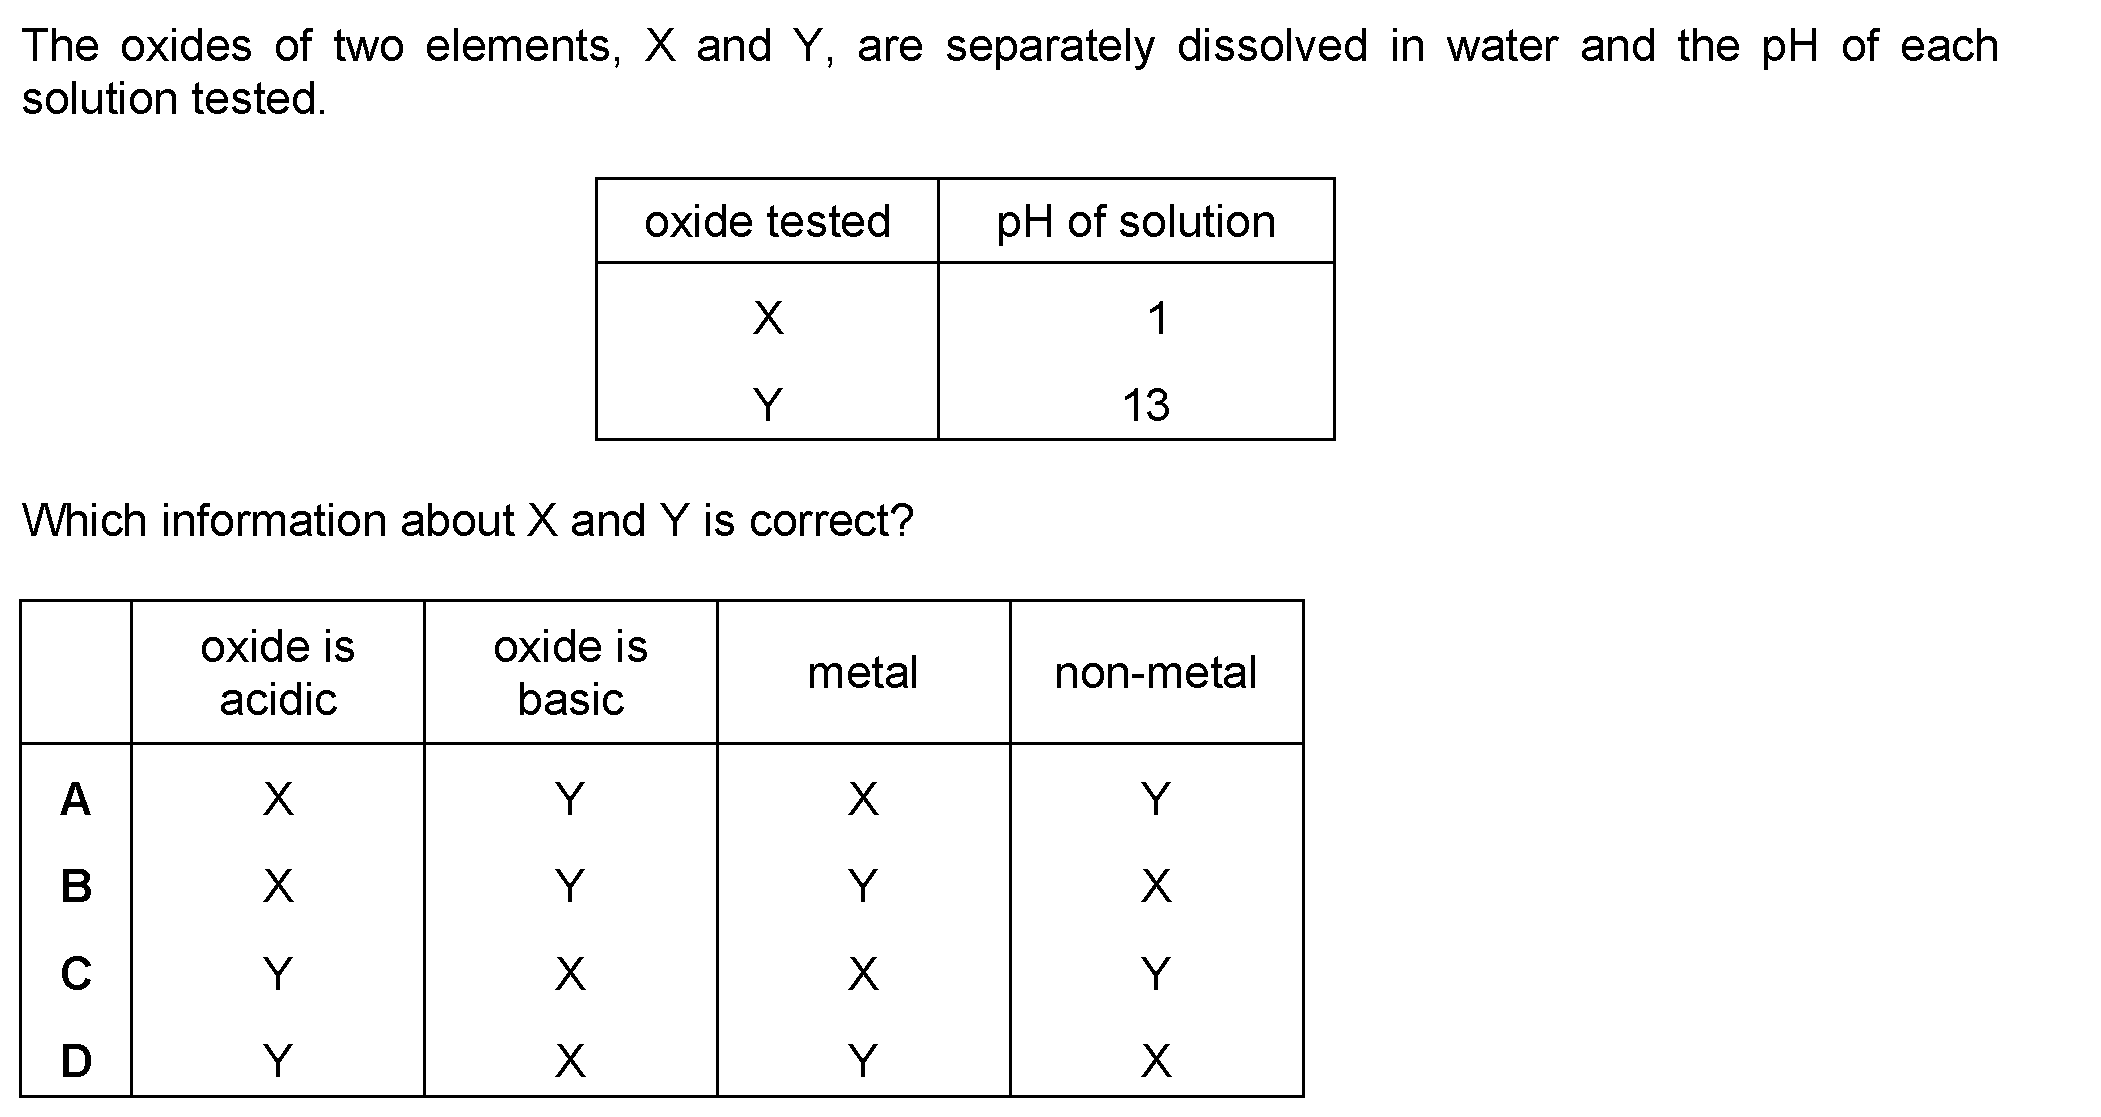 The oxides of two elements, X and Y, are separately dissolved in water and the pH of each
solution tested.
oxide tested pH of solution
X 1
Y 13
Which information about X and Y is correct?
oxide is acidic oxide is basic metal non-metal
A X Y X Y
B X Y Y X
C Y X X Y
D Y X Y X